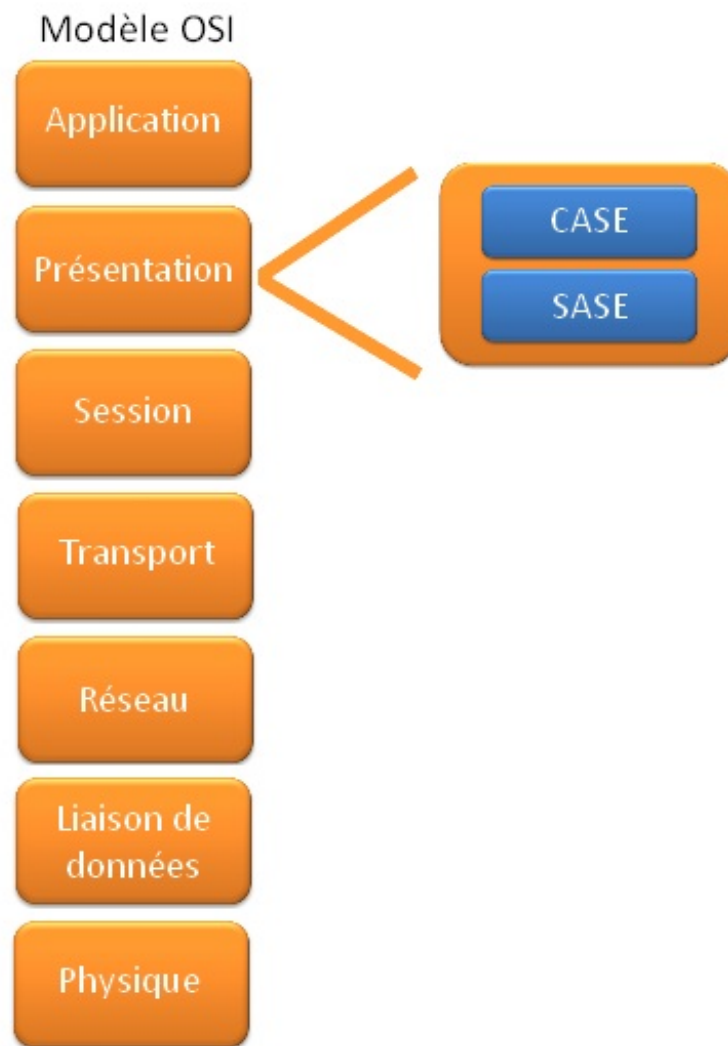 Modèle OSI
Application
Présentation
CASE
SASE
Session
Transport
Réseau
Liaison de
données
Physique